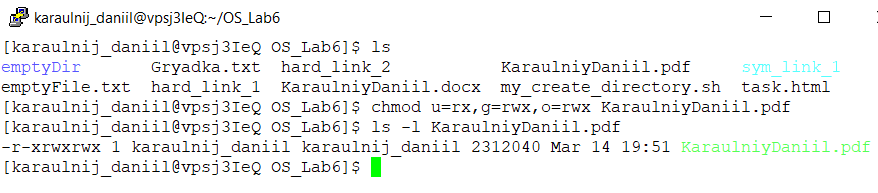 karaulnij_daniil@vpsj3IeQ:~/OS_Lab6
[karaulnij_daniil@vpsj3IeQ OS_Lab6]$ ls
emptyDir Gryadka.txt hard_link_2 KaraulniyDaniil.pdf sym_link_1
emptyFile.txt hard_link_1 KaraulniyDaniil.docx my_create_directory.sh task.html
[karaulnij_daniil@vpsj3IeQ OS_Lab6]$ chmod u=rx,g=rwx,o=rwx KaraulniyDaniil.pdf
[karaulnij_daniil@vpsj3IeQ OS_Lab6]$ ls -l KaraulniyDaniil.pdf
-r-xrwxrwx 1 karaulnij_daniil karaulnij_daniil 2312040 Mar 14 19:51 KaraulniyDaniil.pdf
[karaulnij_daniil@vpsj3IeQ OS_Lab6]$